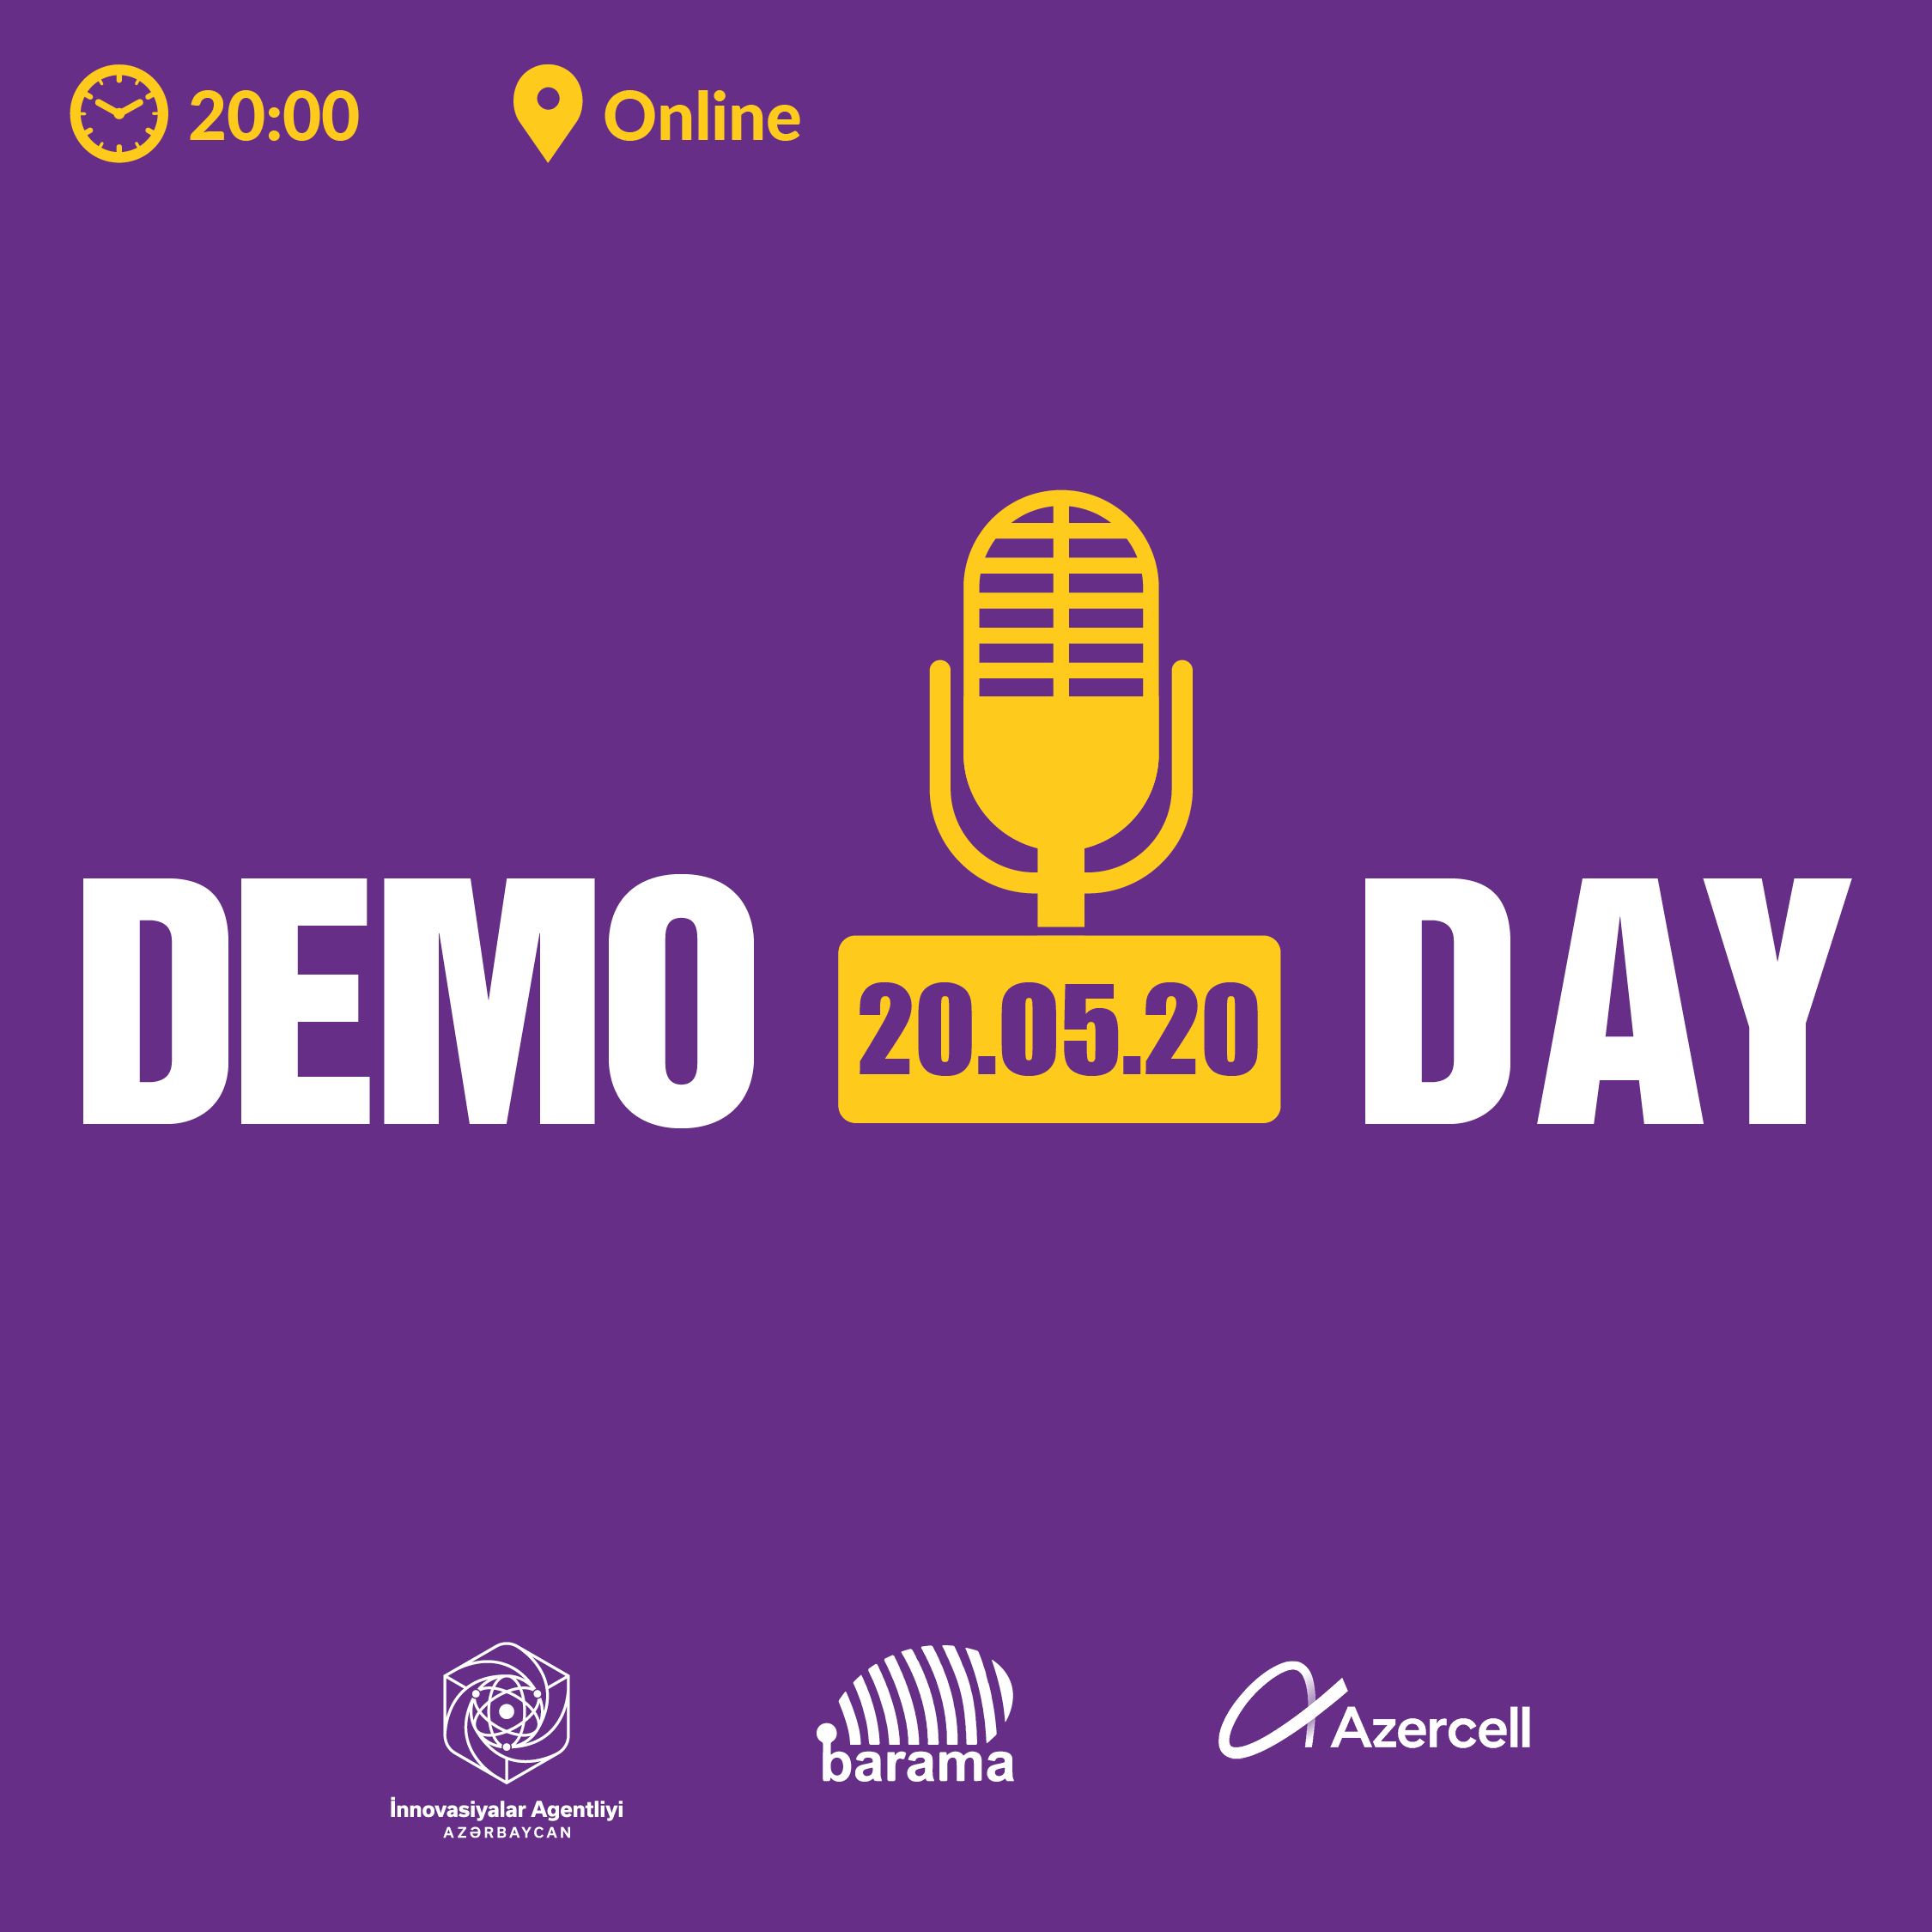 20:00
Online
DEMO 20.05.20 DAY
İnnovasiyalar Agentliyi
AZƏRBAYCAN
barama
Azercell